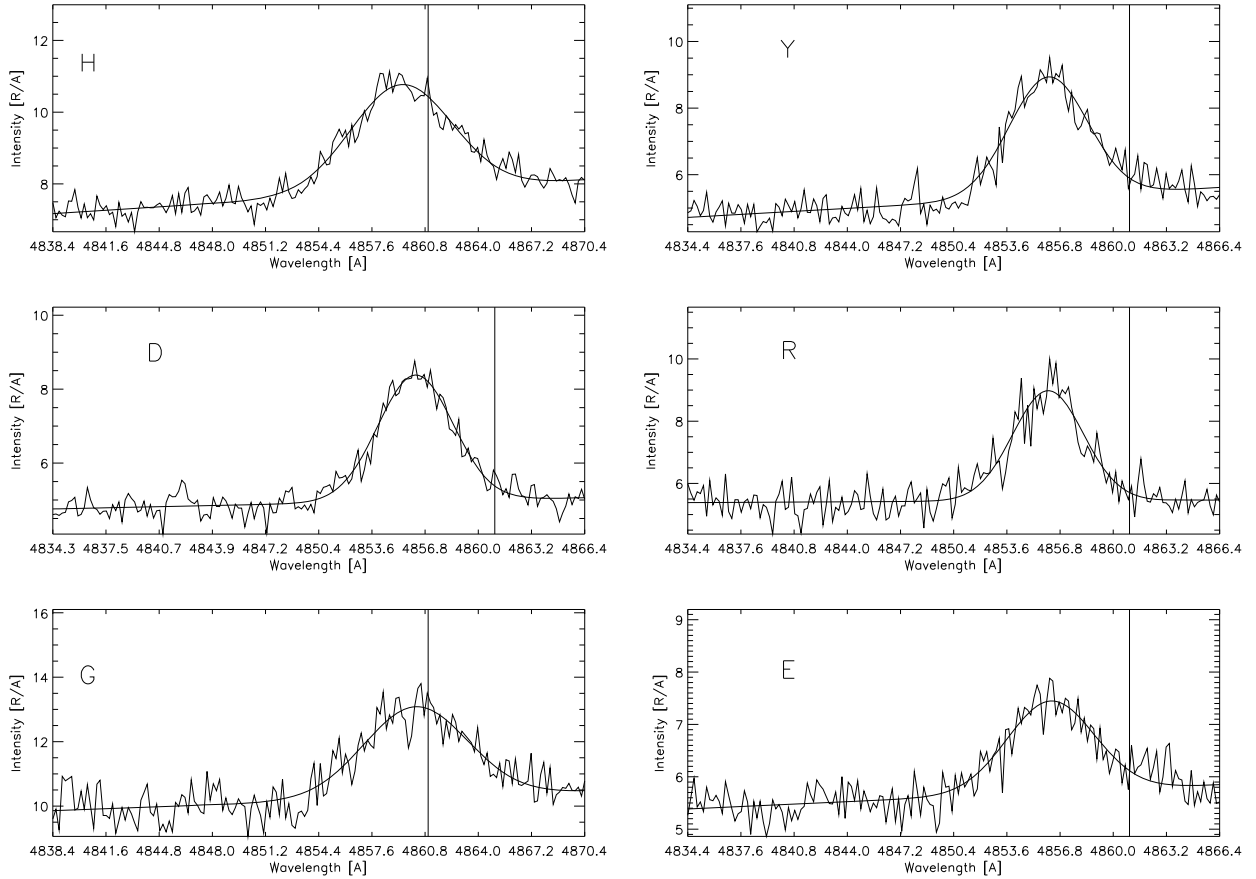 H
Intensity [R/A]
12
10
8
4838.4 4841.6 4844.8 4848.0 4851.2 4854.4 4857.6 4860.8 4864.0 4867.2 4870.4
Wavelength [A]
Y
Intensity [R/A]
10
8
6
4834.4 4837.6 4840.8 4844.0 4847.2 4850.4 4853.6 4856.8 4860.0 4863.2 4866.4
Wavelength [A]
D
Intensity [R/A]
10
8
6
4834.3 4837.5 4840.7 4843.9 4847.2 4850.4 4853.6 4856.8 4860.0 4863.2 4866.4
Wavelength [A]
R
Intensity [R/A]
10
8
6
4834.4 4837.6 4840.8 4844.0 4847.2 4850.4 4853.6 4856.8 4860.0 4863.2 4866.4
Wavelength [A]
G
Intensity [R/A]
16
14
12
10
4838.4 4841.6 4844.8 4848.0 4851.2 4854.4 4857.6 4860.8 4864.0 4867.2 4870.4
Wavelength [A]
E
Intensity [R/A]
9
8
7
6
5
4834.4 4837.6 4840.8 4844.0 4847.2 4850.4 4853.6 4856.8 4860.0 4863.2 4866.4
Wavelength [A]